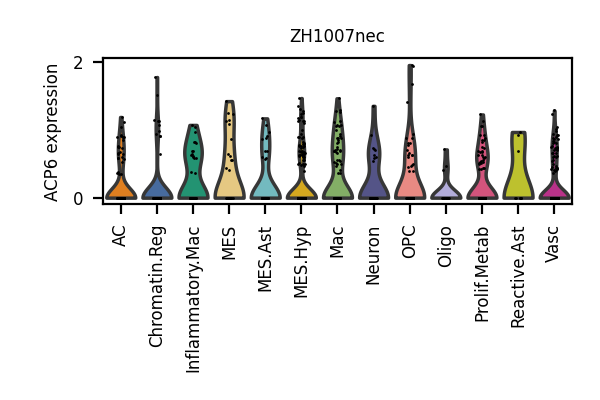 ZH1007nec
ACP6 expression
2
0
AC
Chromatin.Reg
Inflammatory.Mac
MES
MES.Ast
MES.Hyp
Mac
Neuron
OPC
Oligo
Prolif.Metab
Reactive.Ast
Vasc